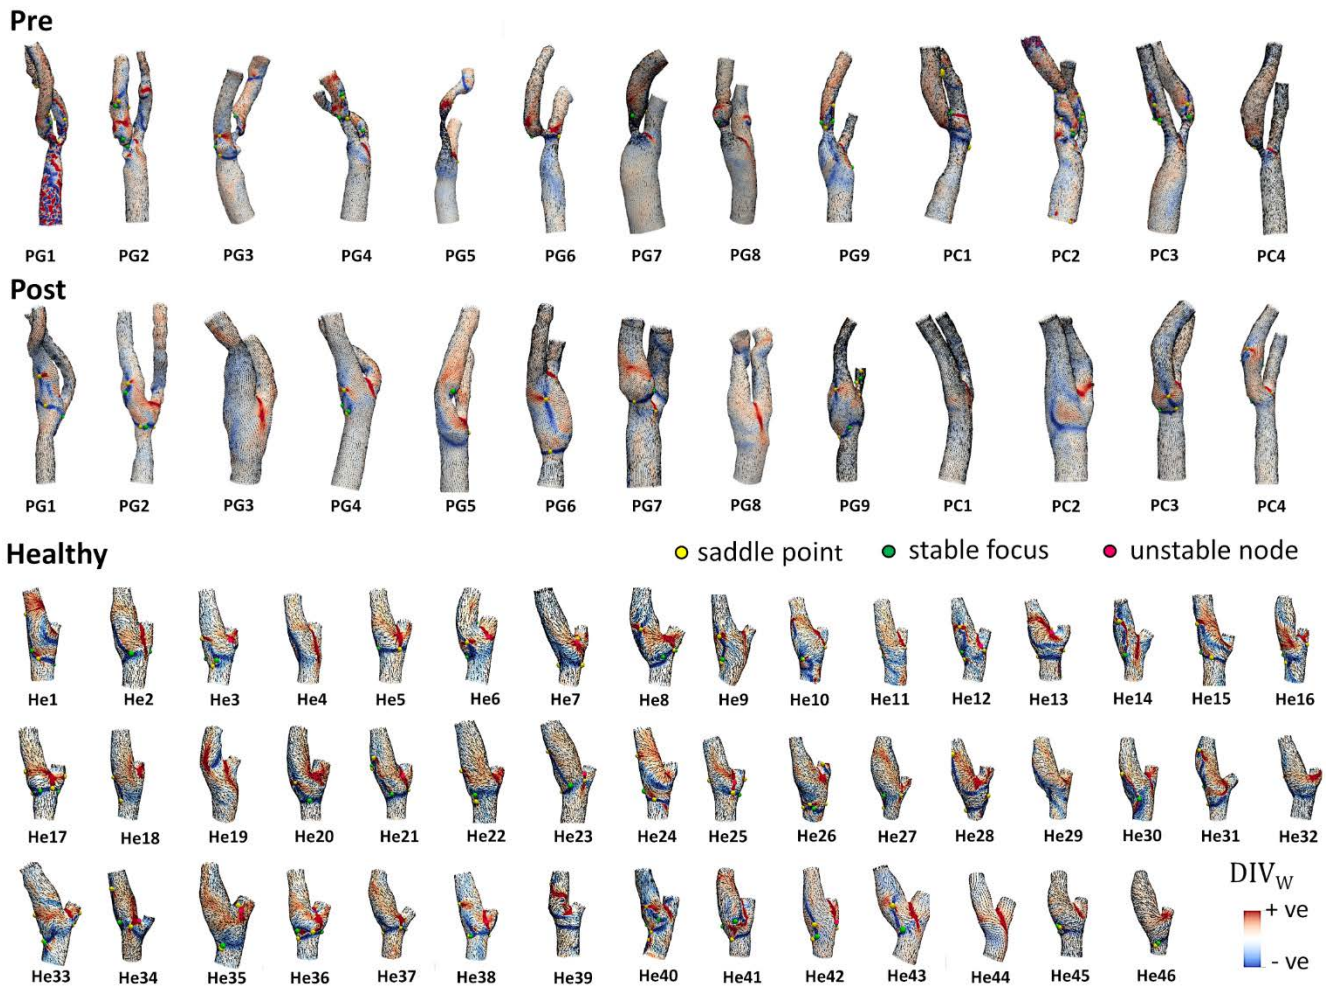 Pre
PG1 PG2 PG3 PG4 PG5 PG6 PG7 PG8 PG9 PC1 PC2 PC3 PC4
Post
PG1 PG2 PG3 PG4 PG5 PG6 PG7 PG8 PG9 PC1 PC2 PC3 PC4
Healthy
saddle point stable focus unstable node
He1 He2 He3 He4 He5 He6 He7 He8 He9 He10 He11 He12 He13 He14 He15 He16
He17 He18 He19 He20 He21 He22 He23 He24 He25 He26 He27 He28 He29 He30 He31 He32
DIVW
+ ve
- ve
He33 He34 He35 He36 He37 He38 He39 He40 He41 He42 He43 He44 He45 He46